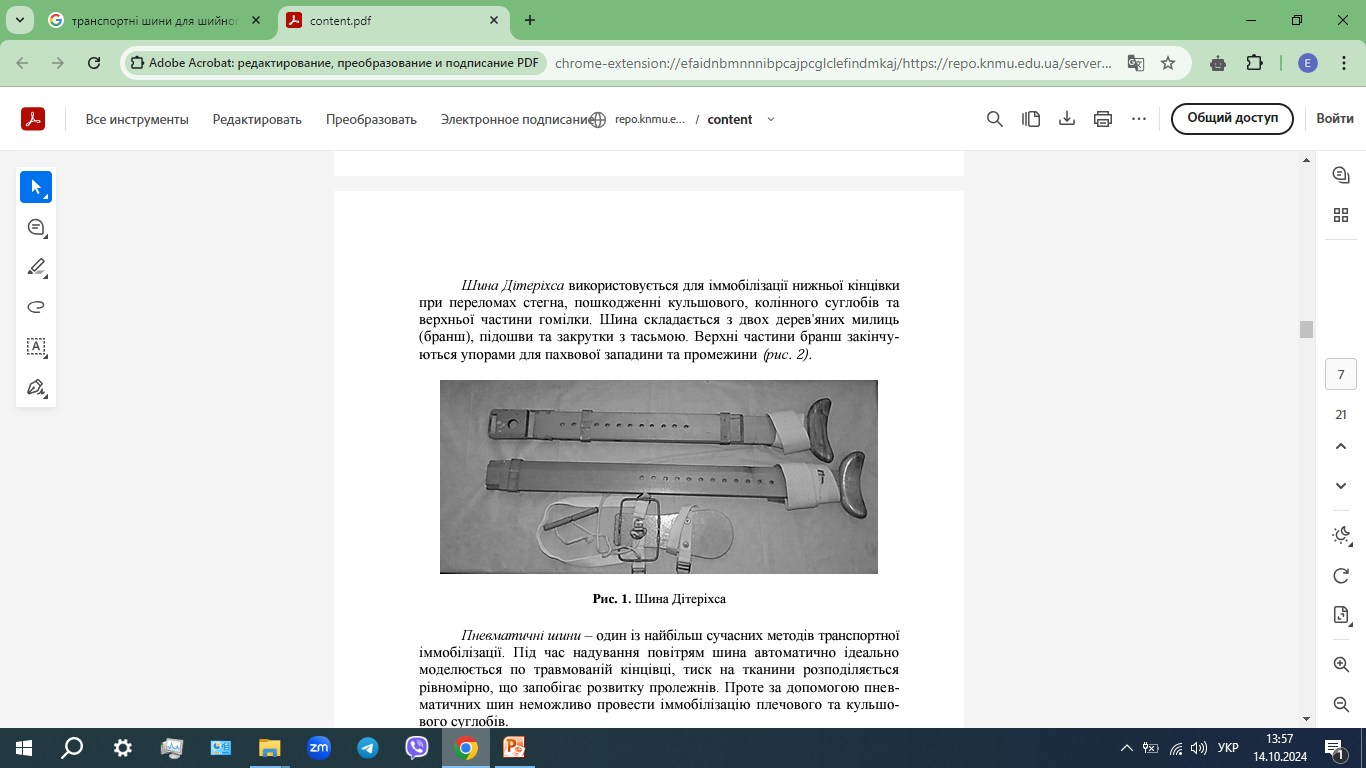 транспортні шини для шийног
content.pdf
Adobe Acrobat: редактирование, преобразование и подписание PDF
chrome-extension://efaidnbmnnnibpcajpcglclefindmkaj/https://repo.knmu.edu.ua/server...
E
Все инструменты
Редактировать
Преобразовать
Электронное подписание
repo.knmu.e... / content
Общий доступ
Войти
Шина Дітеріхса використовується для іммобілізації нижньої кінцівки
при переломах стегна, пошкодженні кульшового, колінного суглобів та
верхньої частини гомілки. Шина складається з двох дерев'яних милиць
(бранш), підошви та закрутки з тасьмою. Верхні частини бранш закінчу-
ються упорами для пахвової западини та промежини (рис. 2).
Рис. 1. Шина Дітеріхса
Пневматичні шини – один із найбільш сучасних методів транспортної
іммобілізації. Під час надування повітрям шина автоматично ідеально
моделюється по травмованій кінцівці, тиск на тканини розподіляється
рівномірно, що запобігає розвитку пролежнів. Проте за допомогою пнев-
матичних шин неможливо провести іммобілізацію плечового та кульшо-
вого суглобів.
7
21
zm
УКР
13:57
14.10.2024
1